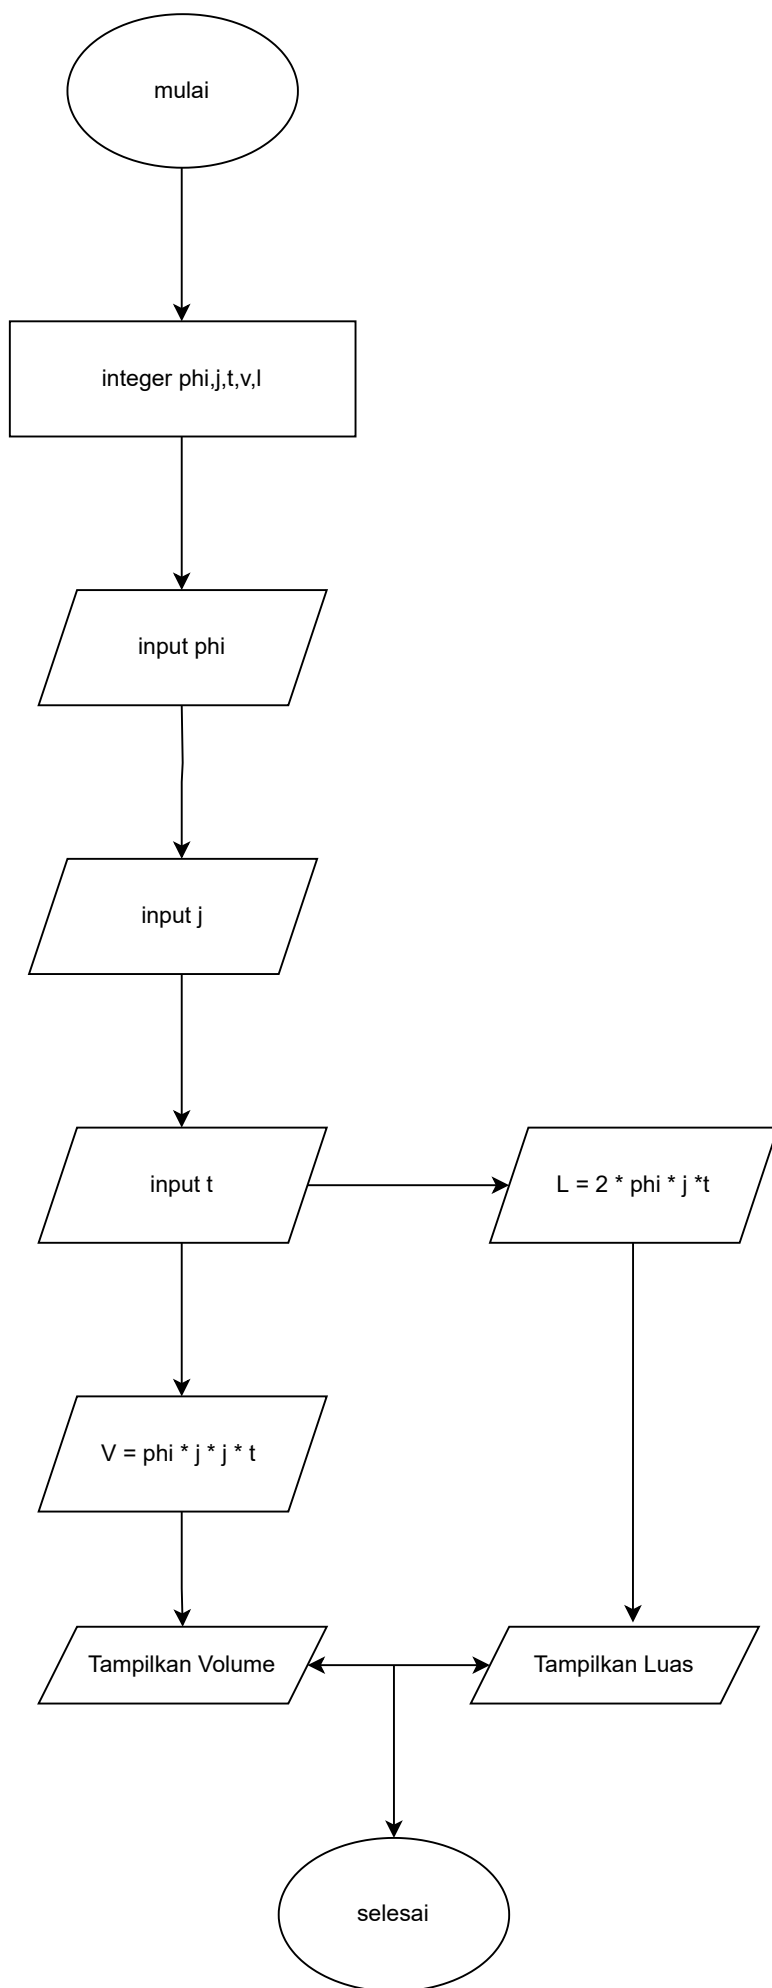 mulai
integer phi,j,t,v,l
input phi
input j
input t
L = 2 * phi * j *t
V = phi * j * j * t
Tampilkan Volume
Tampilkan Luas
selesai